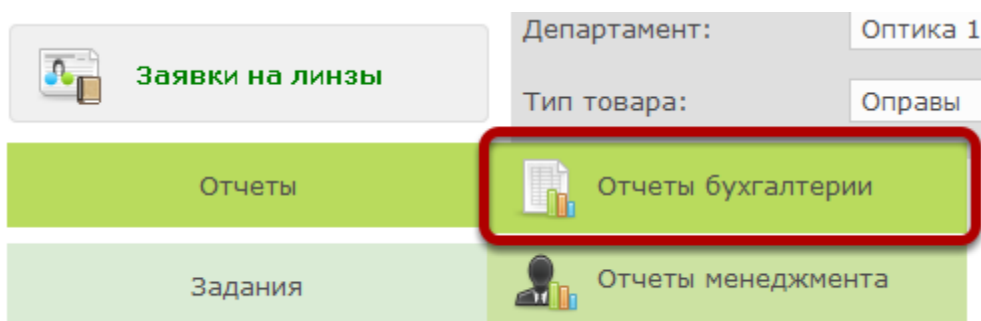 Департамент: Оптика 1
Заявки на линзы
Тип товара: Оправы
Отчеты
Отчеты бухгалтерии
Задания
Отчеты менеджмента